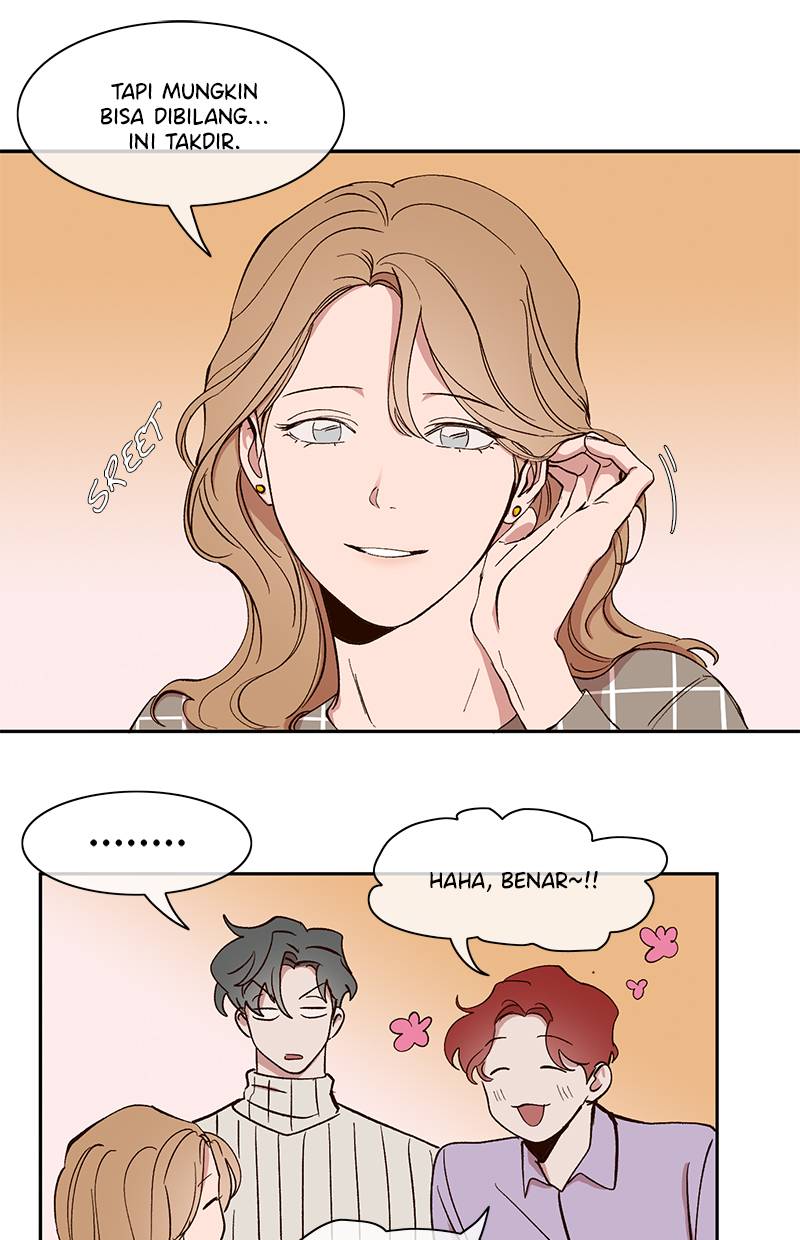 TAPI MUNGKIN
BISA DIBILANG...
INI TAKDIR.
SREET
........
HAHA, BENAR~!!